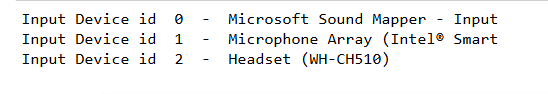 Input Device id  0  -  Microsoft Sound Mapper - Input
Input Device id  1  -  Microphone Array (Intel® Smart
Input Device id  2  -  Headset (WH-CH510)